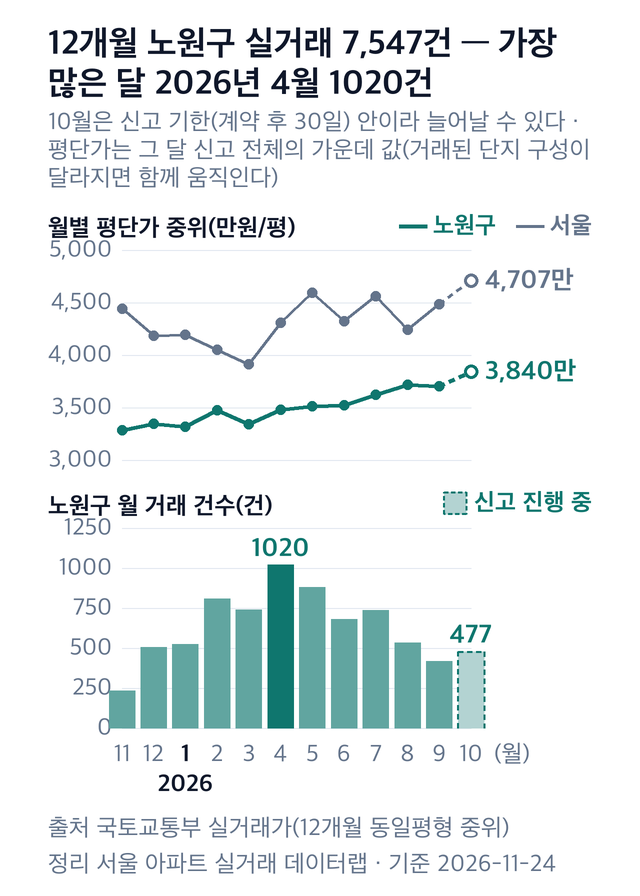 12개월 노원구 실거래 7,547건 — 가장
많은 달 2026년 4월 1020건
10월은 신고 기한(계약 후 30일) 안이라 늘어날 수 있다 ·
평단가는 그 달 신고 전체의 가운데 값(거래된 단지 구성이
달라지면 함께 움직인다)
월별 평단가 중위(만원/평)
노원구 서울
5,000
4,500
4,000
3,500
3,000
4,707만
3,840만
노원구 월 거래 건수(건)
신고 진행 중
1250
1000
750
500
250
0
1020
477
11 12 1 2 3 4 5 6 7 8 9 10 (월)
2026
출처 국토교통부 실거래가(12개월 동일평형 중위)
정리 서울 아파트 실거래 데이터랩 · 기준 2026-11-24